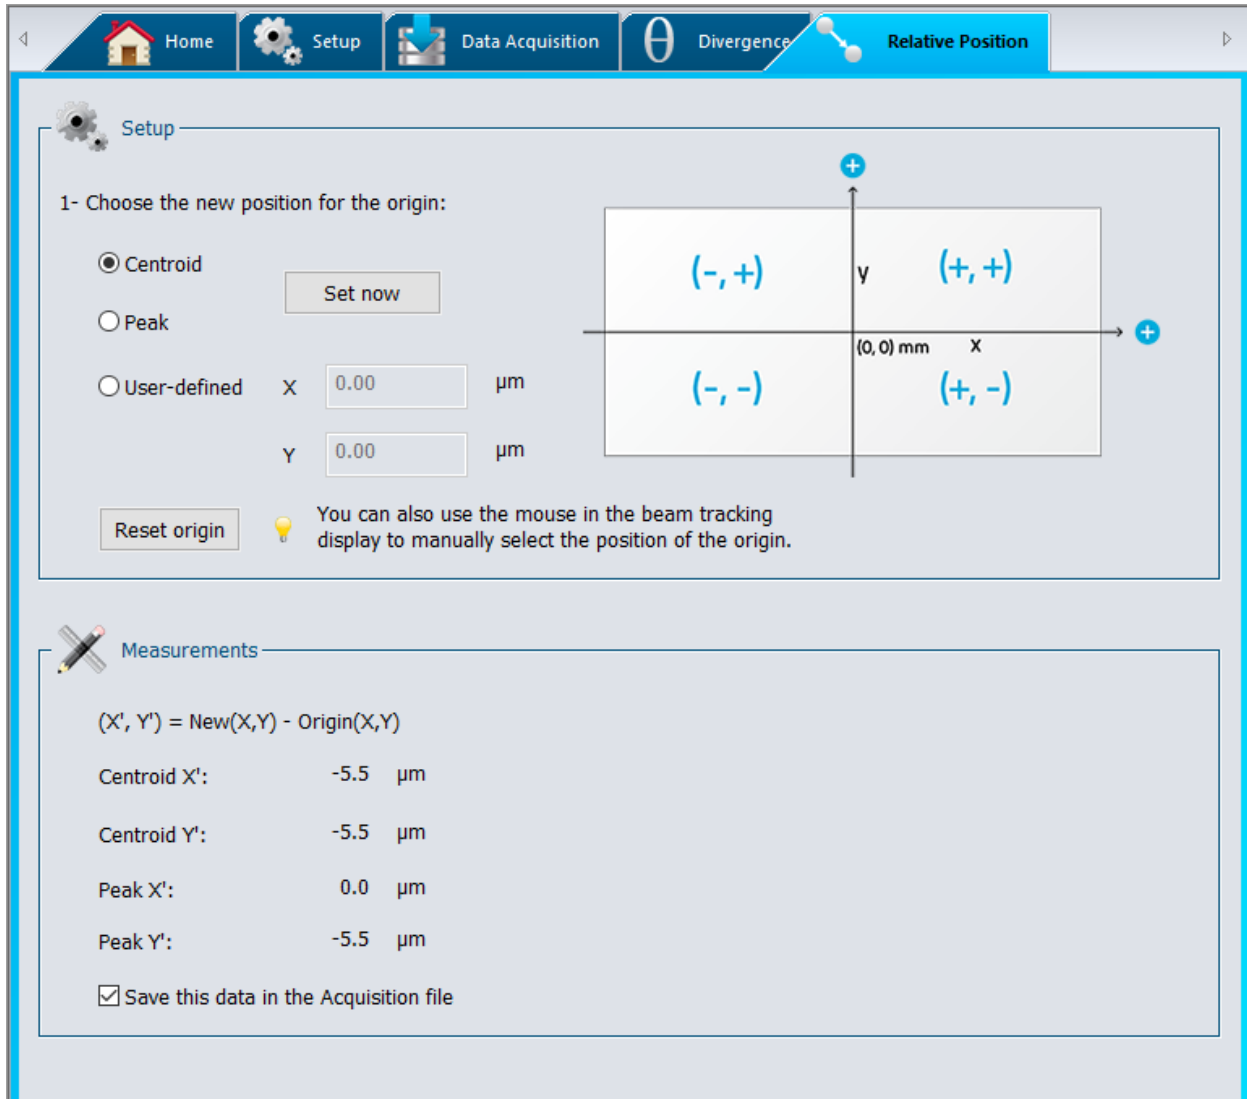 Home
Setup
Data Acquisition
θ
Divergence
Relative Position
Setup
1- Choose the new position for the origin:
Centroid
Set now
Peak
User-defined X 0.00 µm
Y 0.00 µm
(-, +)
y
(+, +)
(0, 0) mm x
(-, -)
(+, -)
Reset origin
You can also use the mouse in the beam tracking
display to manually select the position of the origin.
Measurements
(X', Y') = New(X,Y) - Origin(X,Y)
Centroid X': -5.5 µm
Centroid Y': -5.5 µm
Peak X': 0.0 µm
Peak Y': -5.5 µm
Save this data in the Acquisition file